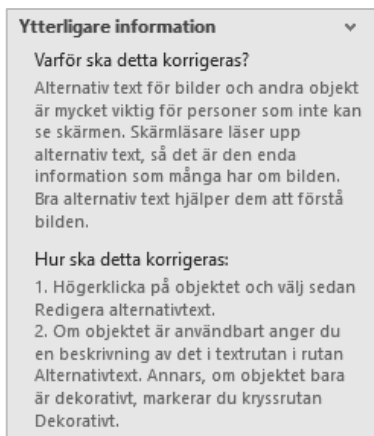 Ytterligare information
Varför ska detta korrigeras?
Alternativ text för bilder och andra objekt
är mycket viktig för personer som inte kan
se skärmen. Skärmläsare läser upp
alternativ text, så det är den enda
information som många har om bilden.
Bra alternativ text hjälper dem att förstå
bilden.
Hur ska detta korrigeras:
1. Högerklicka på objektet och välj sedan
Redigera alternativtext.
2. Om objektet är användbart anger du
en beskrivning av det i textrutan i rutan
Alternativtext. Annars, om objektet bara
är dekorativt, markerar du kryssrutan
Dekorativt.